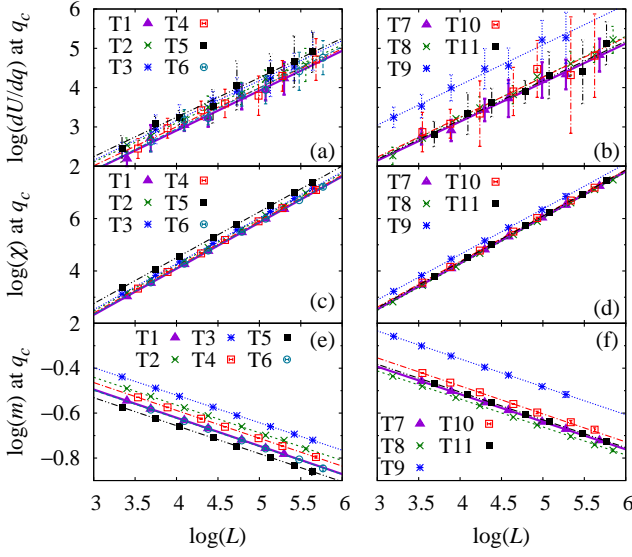 log(dU/dq) at q_c
6
5
4
3
2
T1 T4
T2 T5
T3 T6
(a)
T7 T10
T8 T11
T9
(b)
log(χ) at q_c
6
4
2
T1 T4
T2 T5
T3 T6
(c)
T7 T10
T8 T11
T9
(d)
log(m) at q_c
2
−0.4
−0.6
−0.8
T1 T3 T5
T2 T4 T6
(e)
(f)
T7 T10
T8 T11
T9
3 3.5 4 4.5 5 5.5 6
3 3.5 4 4.5 5 5.5 6
log(L)
log(L)